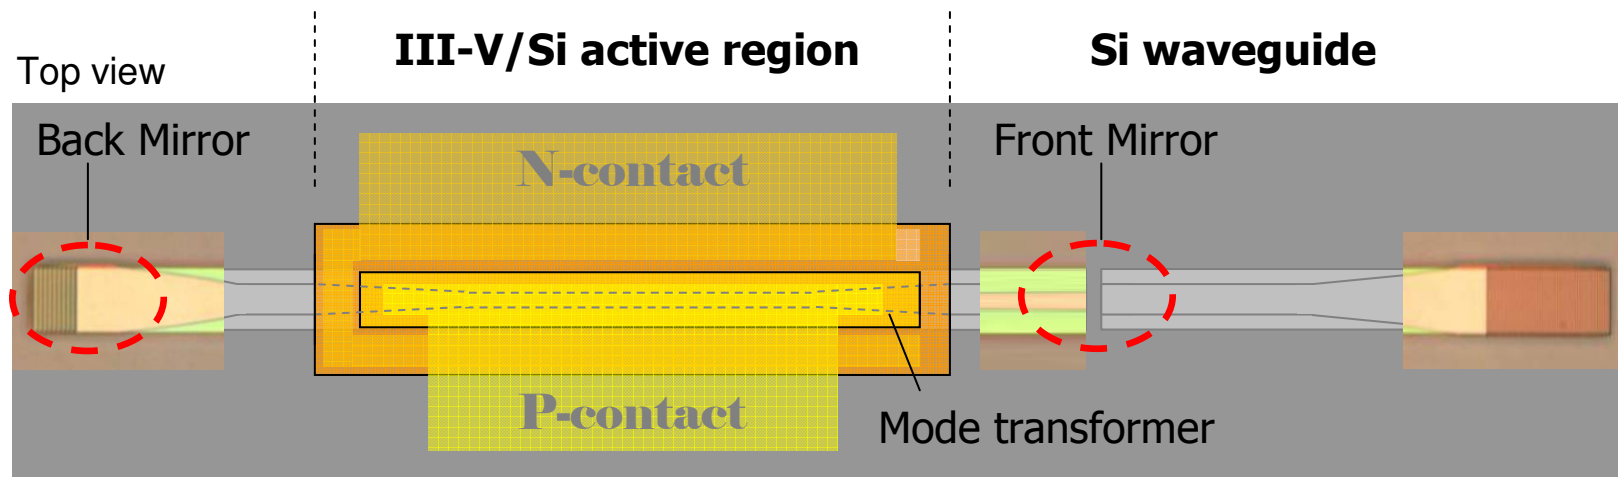 III-V/Si active region
Si waveguide
Top view
Back Mirror
Front Mirror
N-contact
P-contact
Mode transformer